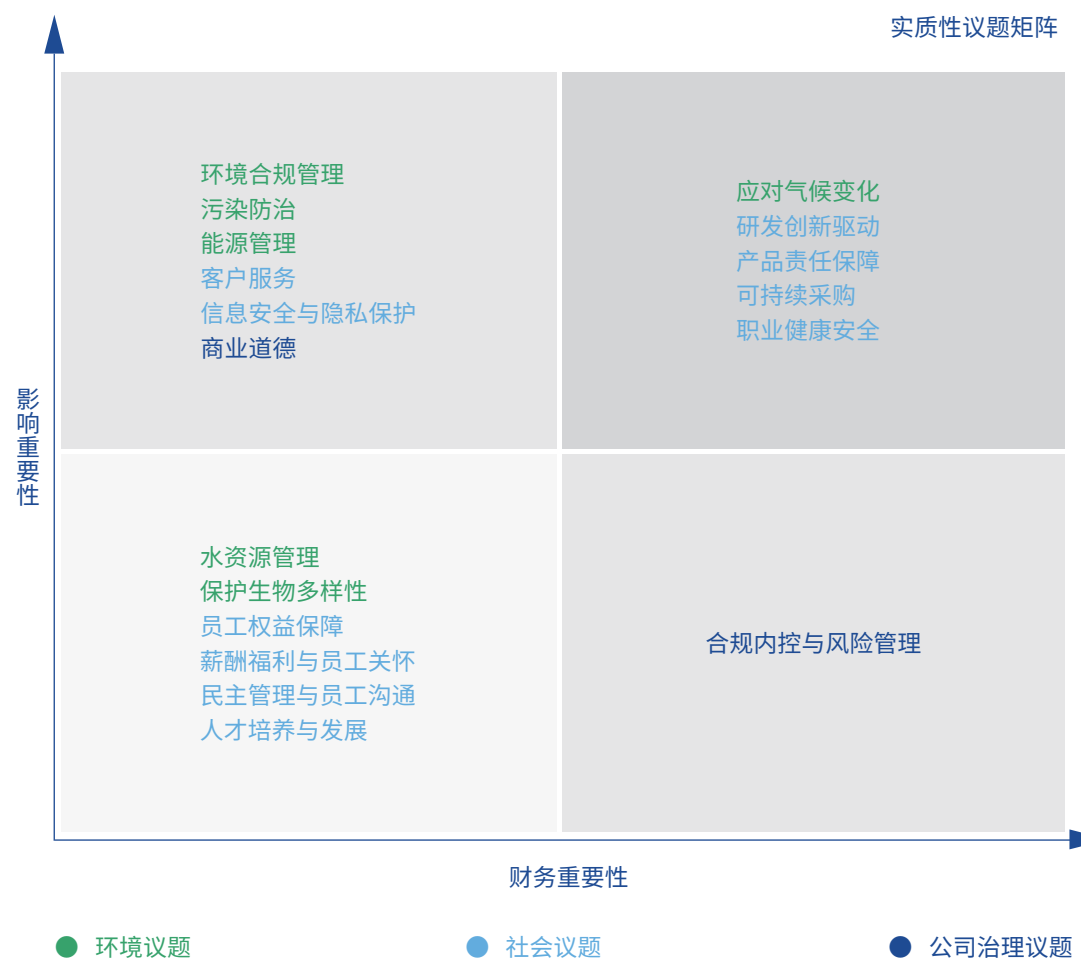 实质性议题矩阵
环境合规管理
污染防治
能源管理
客户服务
信息安全与隐私保护
商业道德
应对气候变化
研发创新驱动
产品责任保障
可持续采购
职业健康安全
影响重要性
水资源管理
保护生物多样性
员工权益保障
薪酬福利与员工关怀
民主管理与员工沟通
人才培养与发展
合规内控与风险管理
财务重要性
环境议题
社会议题
公司治理议题